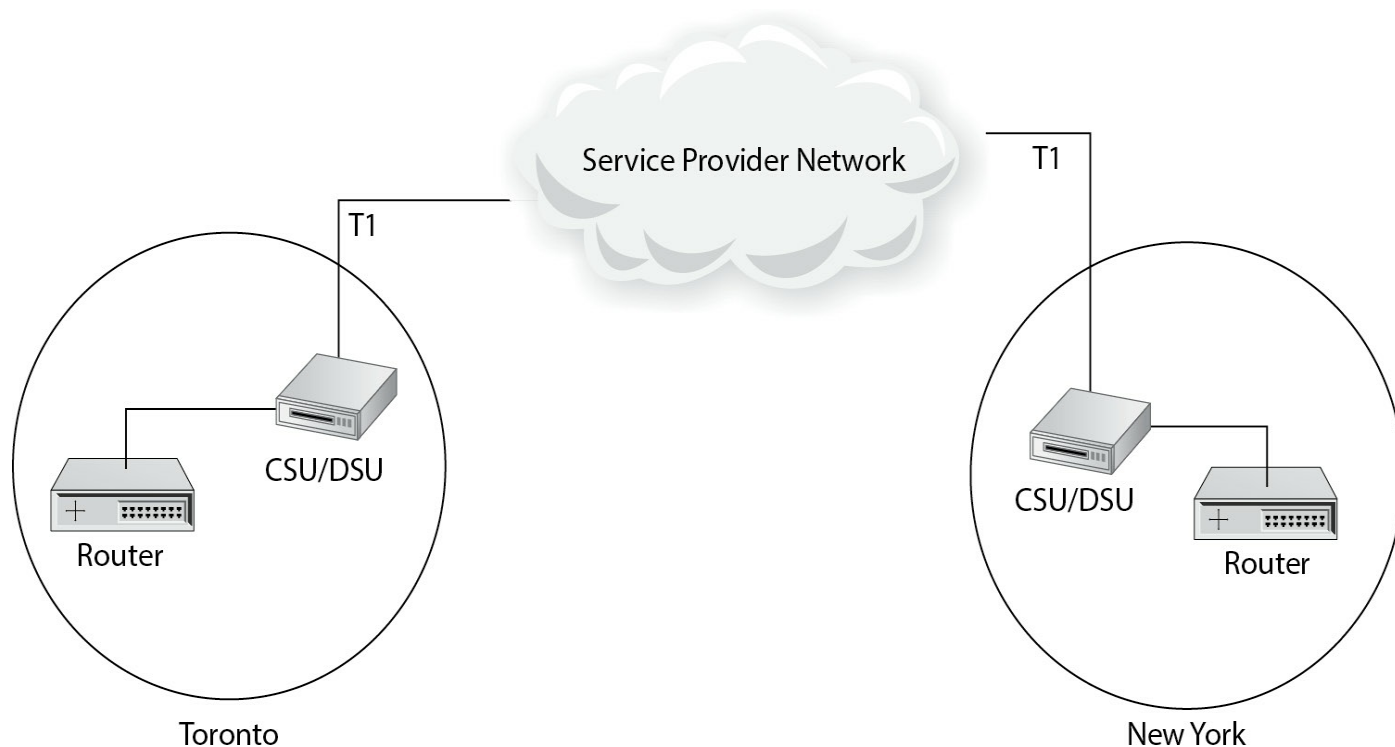 Service Provider Network
T1
T1
CSU/DSU
Router
Toronto
CSU/DSU
Router
New York